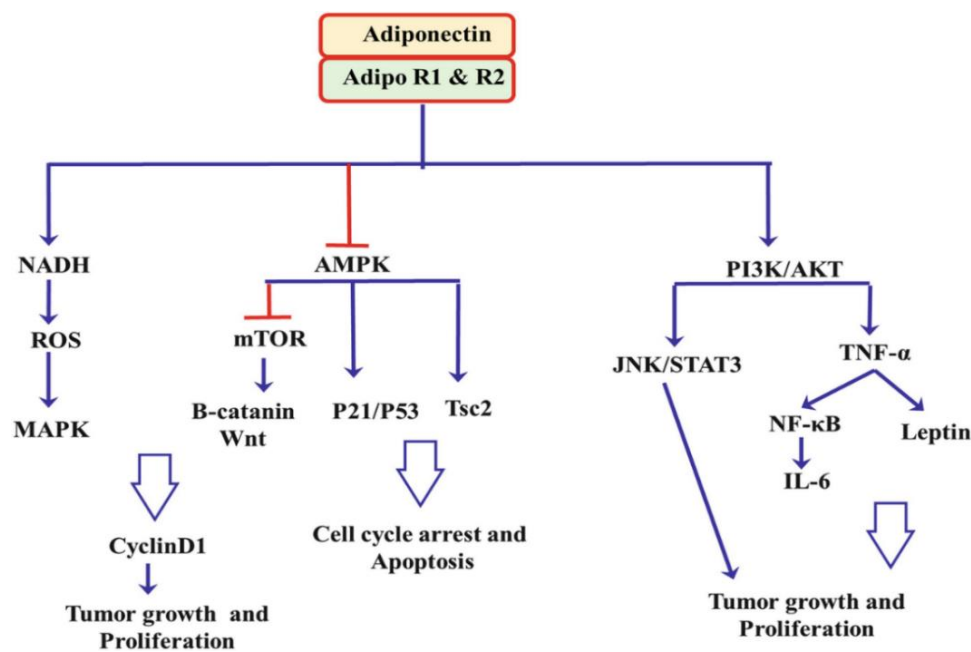 Adiponectin
Adipo R1 & R2
NADH
AMPK
PI3K/AKT
ROS
mTOR
JNK/STAT3
TNF-α
MAPK
B-catanin
Wnt
P21/P53
Tsc2
NF-κB
Leptin
IL-6
CyclinD1
Cell cycle arrest and
Apoptosis
Tumor growth and
Proliferation
Tumor growth and
Proliferation